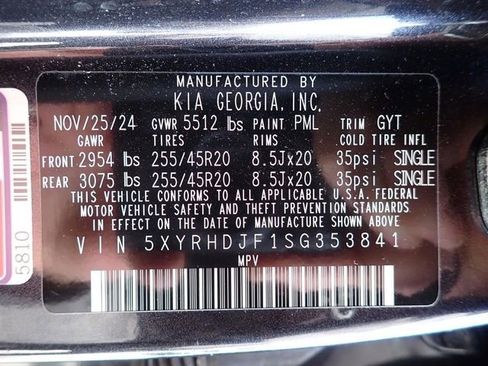 MANUFACTURED BY
KIA GEORGIA, INC.
NOV/25/24 GVWR 5512 lbs PAINT PML TRIM GYT
GAWR TIRES RIMS COLD TIRE INFL
FRONT 2954 lbs 255/45R20 8.5Jx20 35psi SINGLE
REAR 3075 lbs 255/45R20 8.5Jx20 35psi SINGLE
THIS VEHICLE CONFORMS TO ALL APPLICABLE U.S.A. FEDERAL
MOTOR VEHICLE SAFETY STANDARDS IN EFFECT ON
THE DATE OF MANUFACTURE SHOWN ABOVE.
VIN 5XYRHDJF1SG353841
MPV
5810